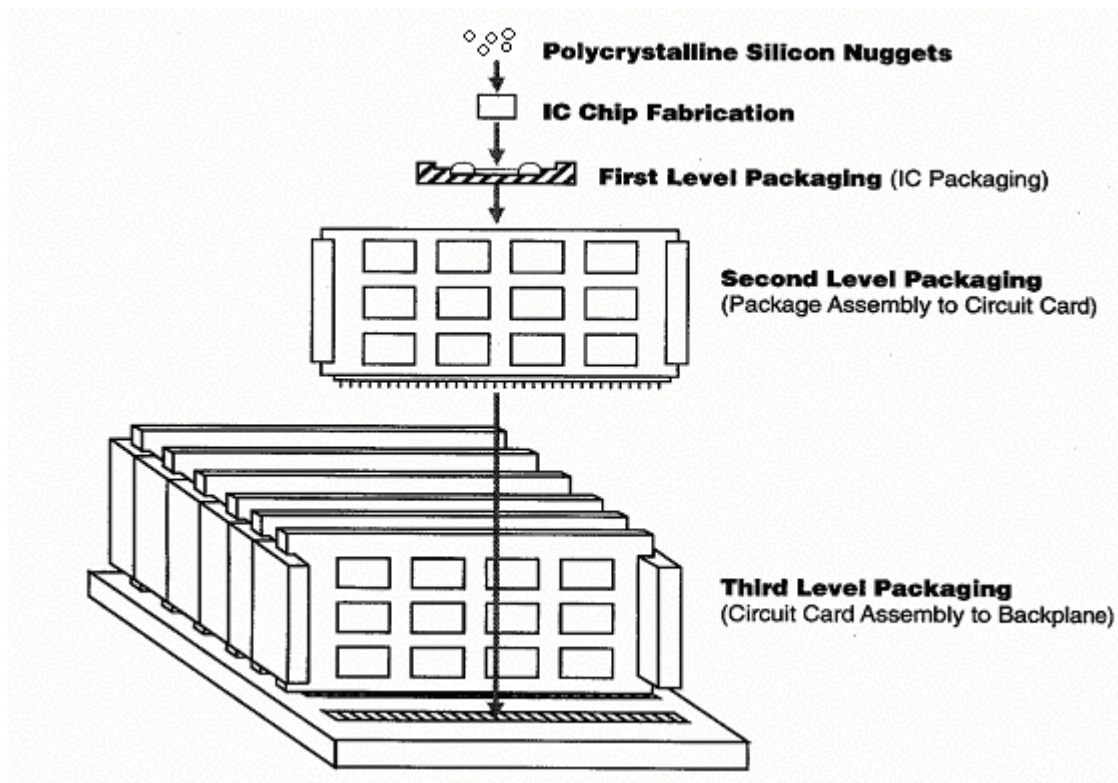 Polycrystalline Silicon Nuggets
IC Chip Fabrication
First Level Packaging (IC Packaging)
Second Level Packaging
(Package Assembly to Circuit Card)
Third Level Packaging
(Circuit Card Assembly to Backplane)